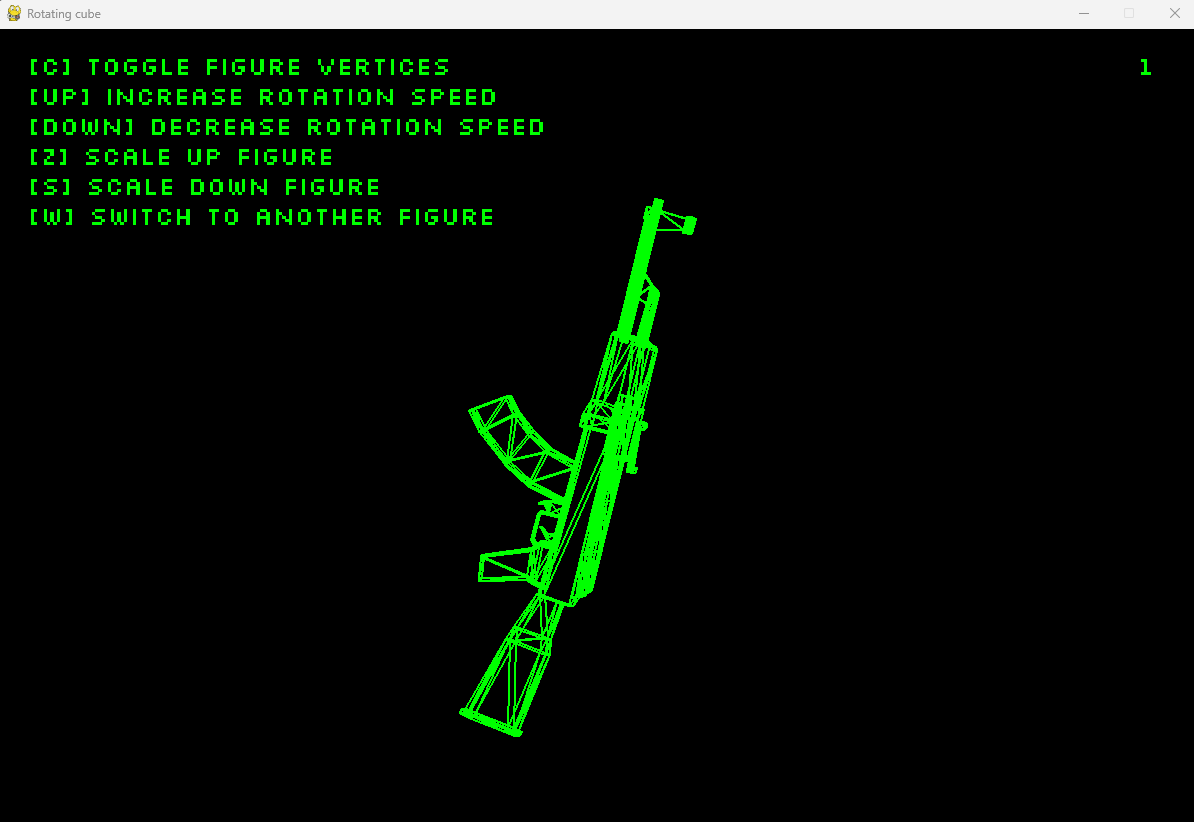 Rotating cube
[C] TOGGLE FIGURE VERTICES
1
[UP] INCREASE ROTATION SPEED
[DOWN] DECREASE ROTATION SPEED
[Z] SCALE UP FIGURE
[S] SCALE DOWN FIGURE
[W] SWITCH TO ANOTHER FIGURE